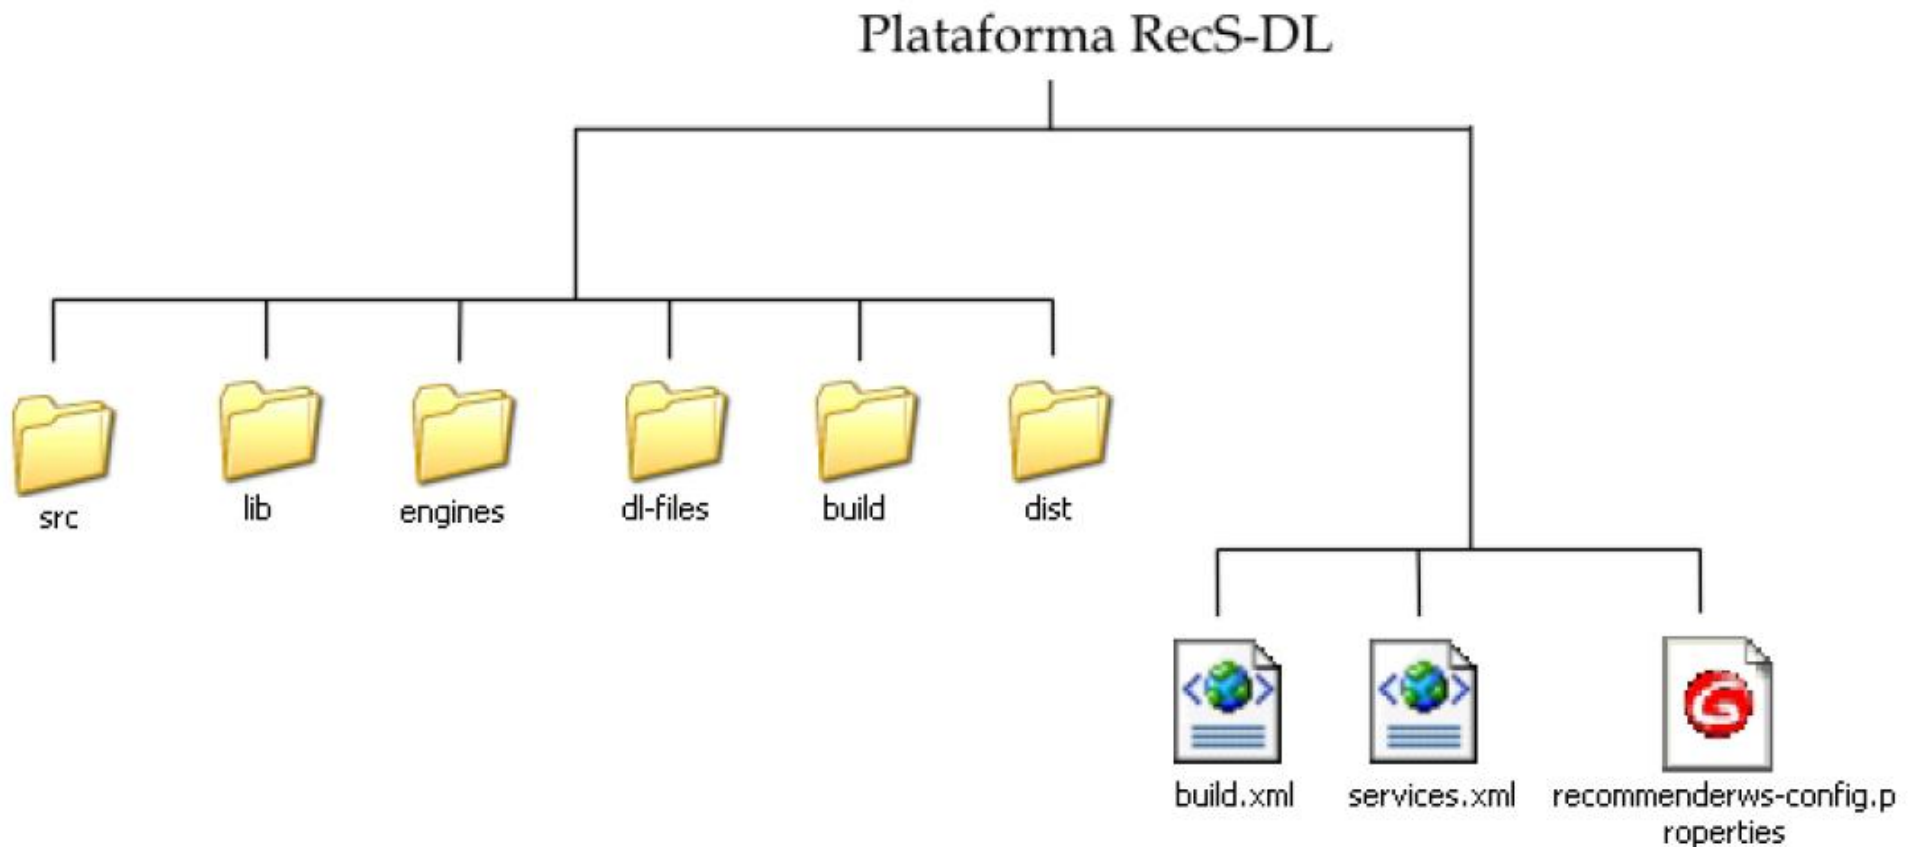 Plataforma RecS-DL
src
lib
engines
dl-files
build
dist
build.xml
services.xml
recommenderws-config.p
roperties